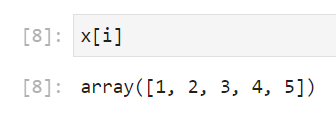 [8]: x[i]
[8]: array([1, 2, 3, 4, 5])